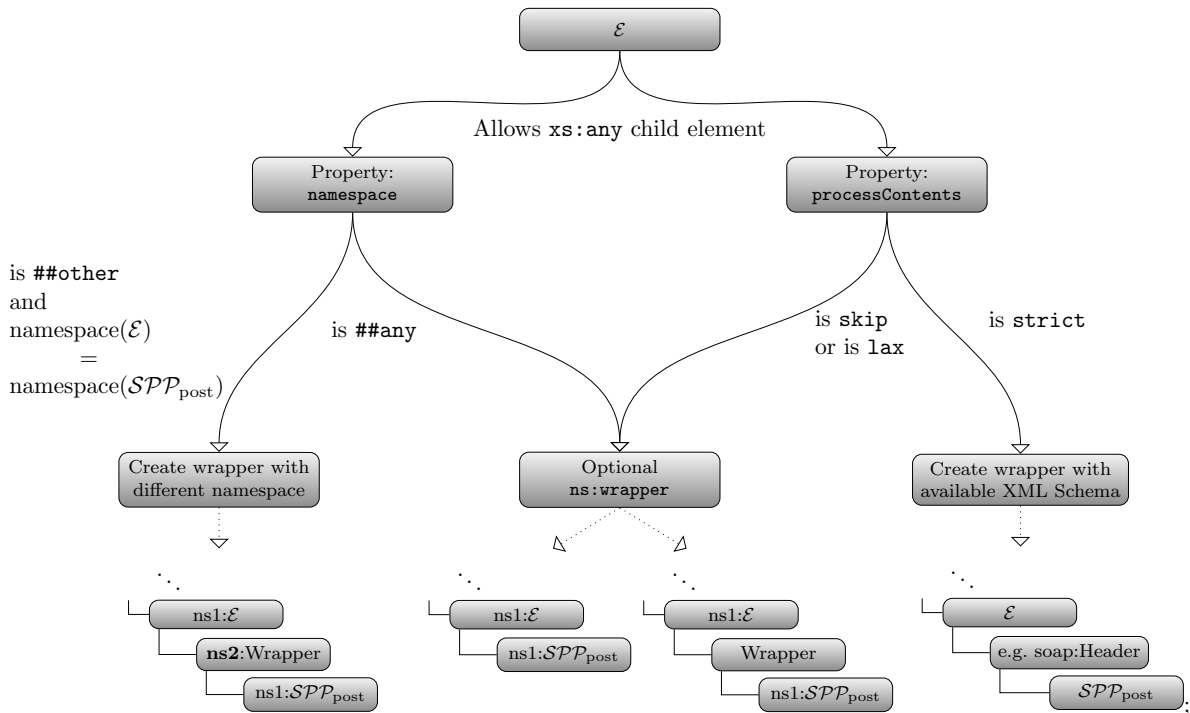 ℰ
Allows xs:any child element
Property:
namespace
Property:
processContents
is ##other
and
namespace(ℰ)
=
namespace(𝒮𝒫𝒫post)
is ##any
is skip
or is lax
is strict
Create wrapper with
different namespace
Optional
ns:wrapper
Create wrapper with
available XML Schema
ns1:ℰ
ns2:Wrapper
ns1:𝒮𝒫𝒫post
ns1:ℰ
ns1:𝒮𝒫𝒫post
ns1:ℰ
Wrapper
ns1:𝒮𝒫𝒫post
ℰ
e.g. soap:Header
𝒮𝒫𝒫post
;